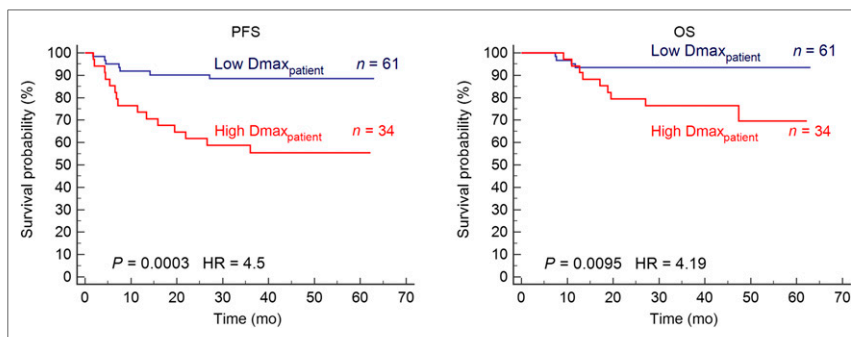 PFS
100
90
80
70
60
50
40
30
20
10
0
Survival probability (%)
Low Dmaxpatient n = 61
High Dmaxpatient n = 34
P = 0.0003 HR = 4.5
0 10 20 30 40 50 60 70
Time (mo)
OS
100
90
80
70
60
50
40
30
20
10
0
Survival probability (%)
Low Dmaxpatient n = 61
High Dmaxpatient n = 34
P = 0.0095 HR = 4.19
0 10 20 30 40 50 60 70
Time (mo)